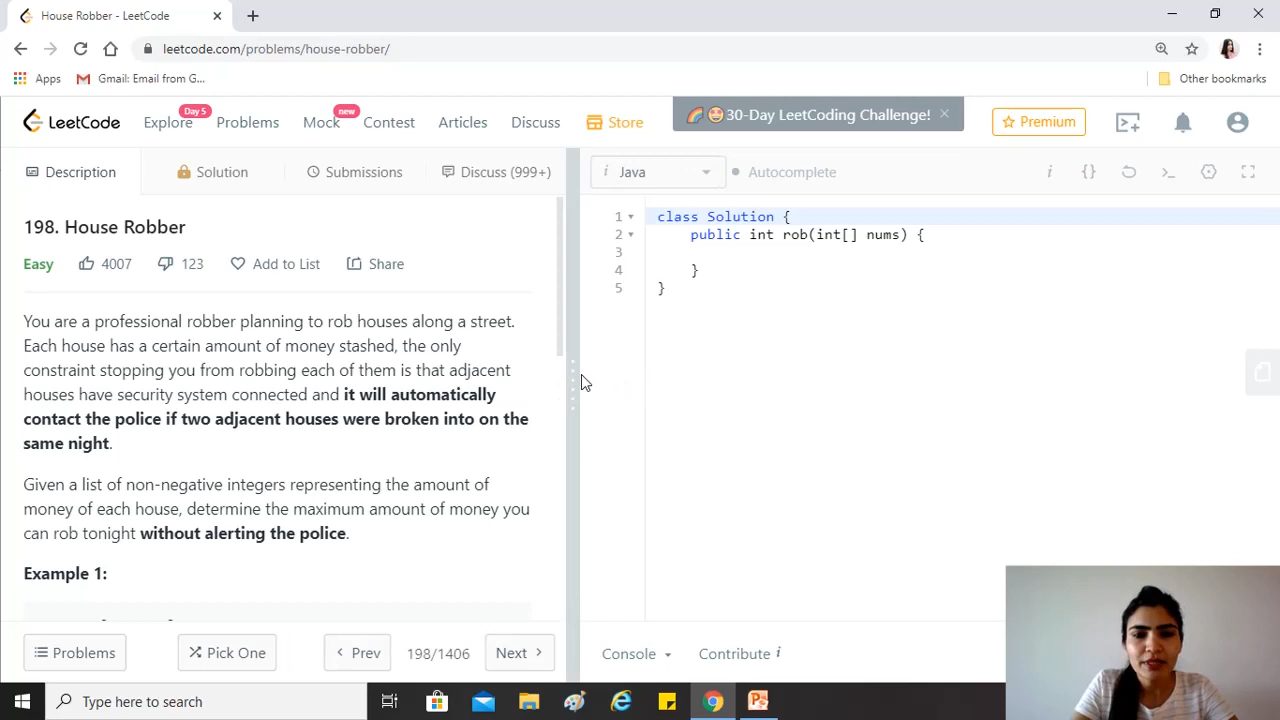 House Robber - LeetCode
leetcode.com/problems/house-robber/
Apps
Gmail: Email from G...
Other bookmarks
LeetCode
Explore
Day 5
Problems
Mock
new
Contest
Articles
Discuss
Store
30-Day LeetCoding Challenge!
Premium
Description
Solution
Submissions
Discuss (999+)
i Java
Autocomplete
198. House Robber
Easy
4007
123
Add to List
Share
You are a professional robber planning to rob houses along a street.
Each house has a certain amount of money stashed, the only
constraint stopping you from robbing each of them is that adjacent
houses have security system connected and it will automatically
contact the police if two adjacent houses were broken into on the
same night.
Given a list of non-negative integers representing the amount of
money of each house, determine the maximum amount of money you
can rob tonight without alerting the police.
Example 1:
1 class Solution {
2 public int rob(int[] nums) {
3
4 }
5 }
Problems
Pick One
Prev
198/1406
Next
Console
Contribute i
Type here to search